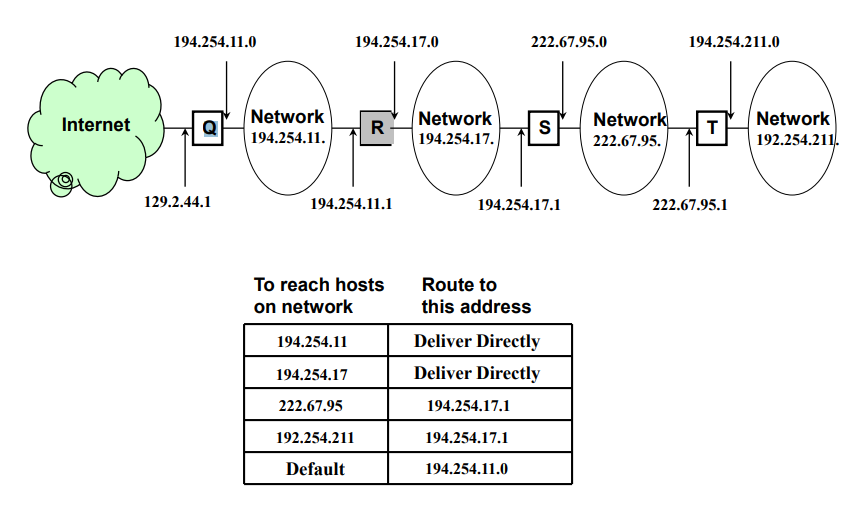 194.254.11.0
194.254.17.0
222.67.95.0
194.254.211.0
Internet
Q
Network
194.254.11.
R
Network
194.254.17.
S
Network
222.67.95.
T
Network
192.254.211.
129.2.44.1
194.254.11.1
194.254.17.1
222.67.95.1
To reach hosts on network
Route to this address
194.254.11 Deliver Directly
194.254.17 Deliver Directly
222.67.95 194.254.17.1
192.254.211 194.254.17.1
Default 194.254.11.0